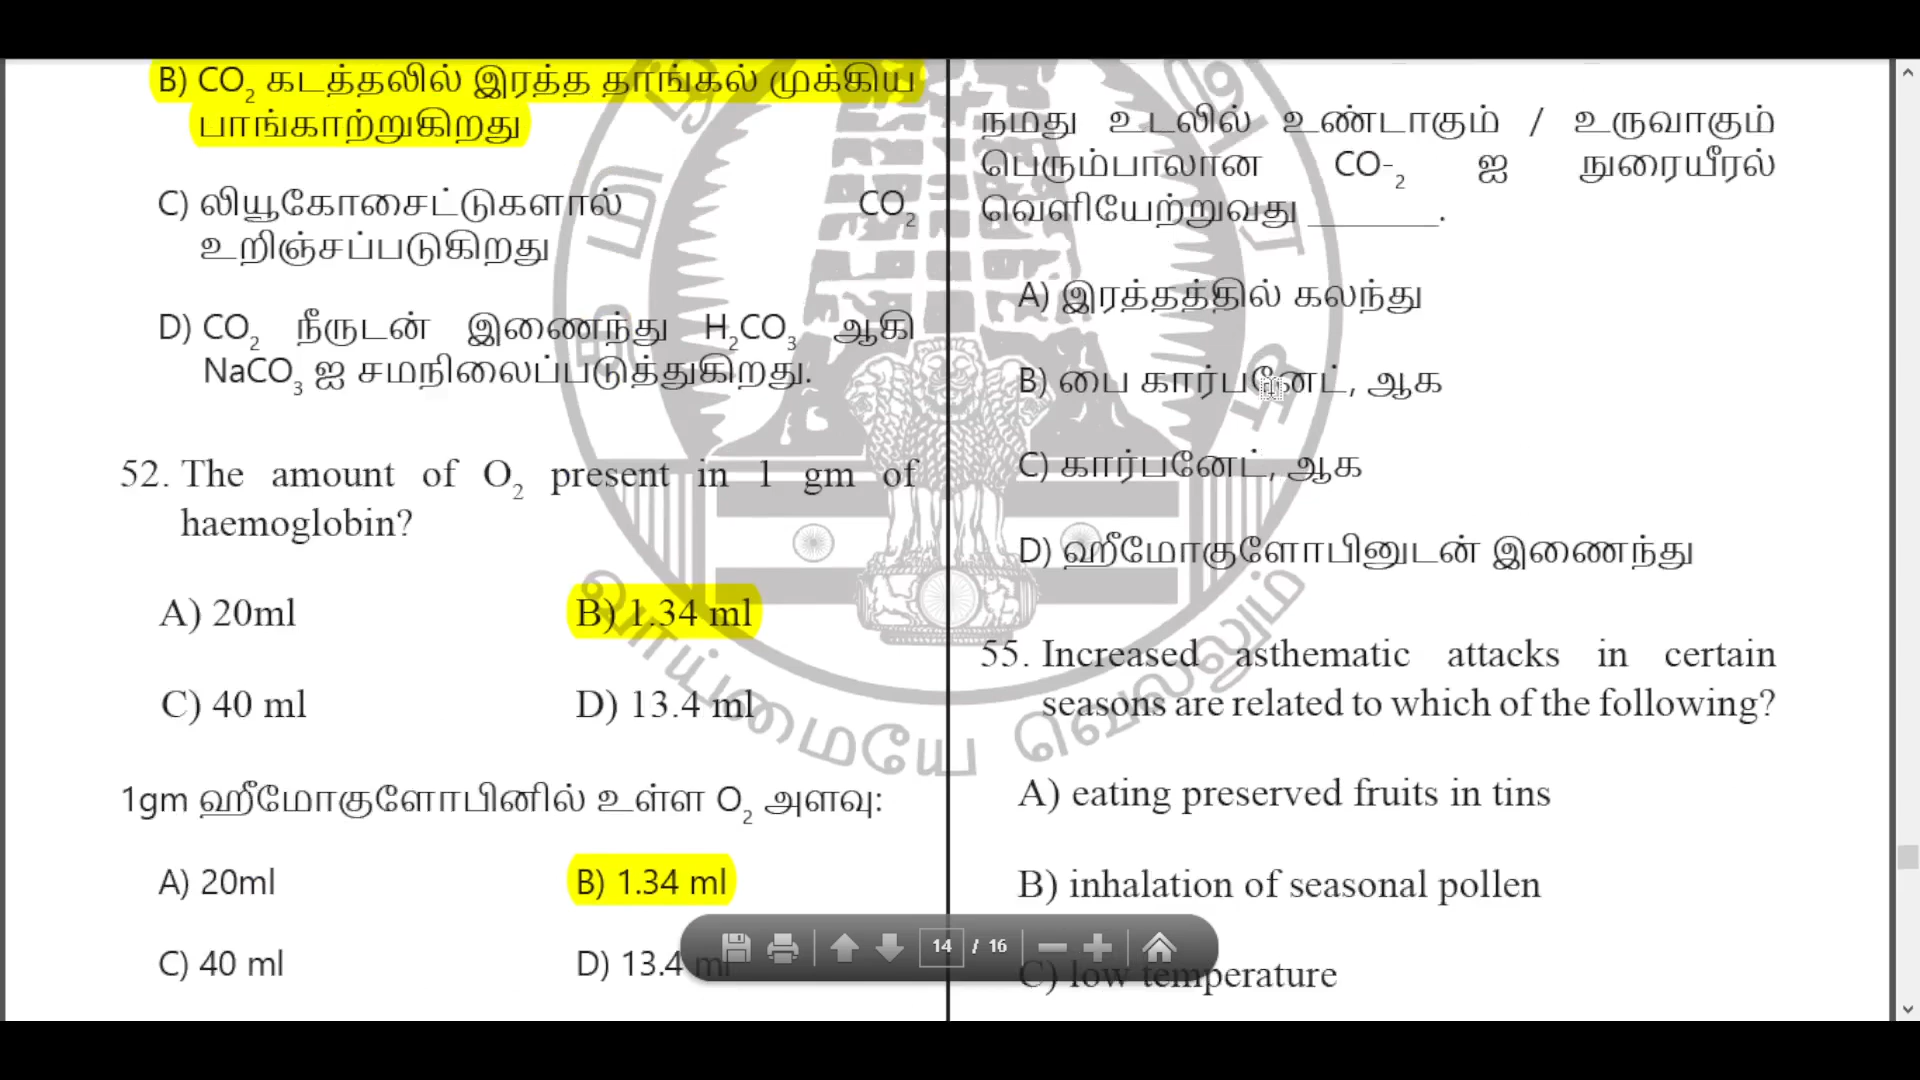 B) CO₂ கடத்தலில் இரத்த தாங்கல் முக்கிய
பாங்காற்றுகிறது
C) லியூகோசைட்டுகளால் CO₂
உறிஞ்சப்படுகிறது
D) CO₂ நீருடன் இணைந்து H₂CO₃ ஆகி
NaCO₃ ஐ சமநிலைப்படுத்துகிறது.
52. The amount of O₂ present in 1 gm of
haemoglobin?
A) 20ml B) 1.34 ml
C) 40 ml D) 13.4 ml
1gm ஹீமோகுளோபினில் உள்ள O₂ அளவு:
A) 20ml B) 1.34 ml
C) 40 ml D) 13.4 ml
நமது உடலில் உண்டாகும் / உருவாகும்
பெரும்பாலான CO-₂ ஐ நுரையீரல்
வெளியேற்றுவது _______.
A) இரத்தத்தில் கலந்து
B) பை கார்பனேட், ஆக
C) கார்பனேட், ஆக
D) ஹீமோகுளோபினுடன் இணைந்து
55. Increased asthematic attacks in certain
seasons are related to which of the following?
A) eating preserved fruits in tins
B) inhalation of seasonal pollen
C) low temperature
வாய்மையே வெல்லும்
14 / 16